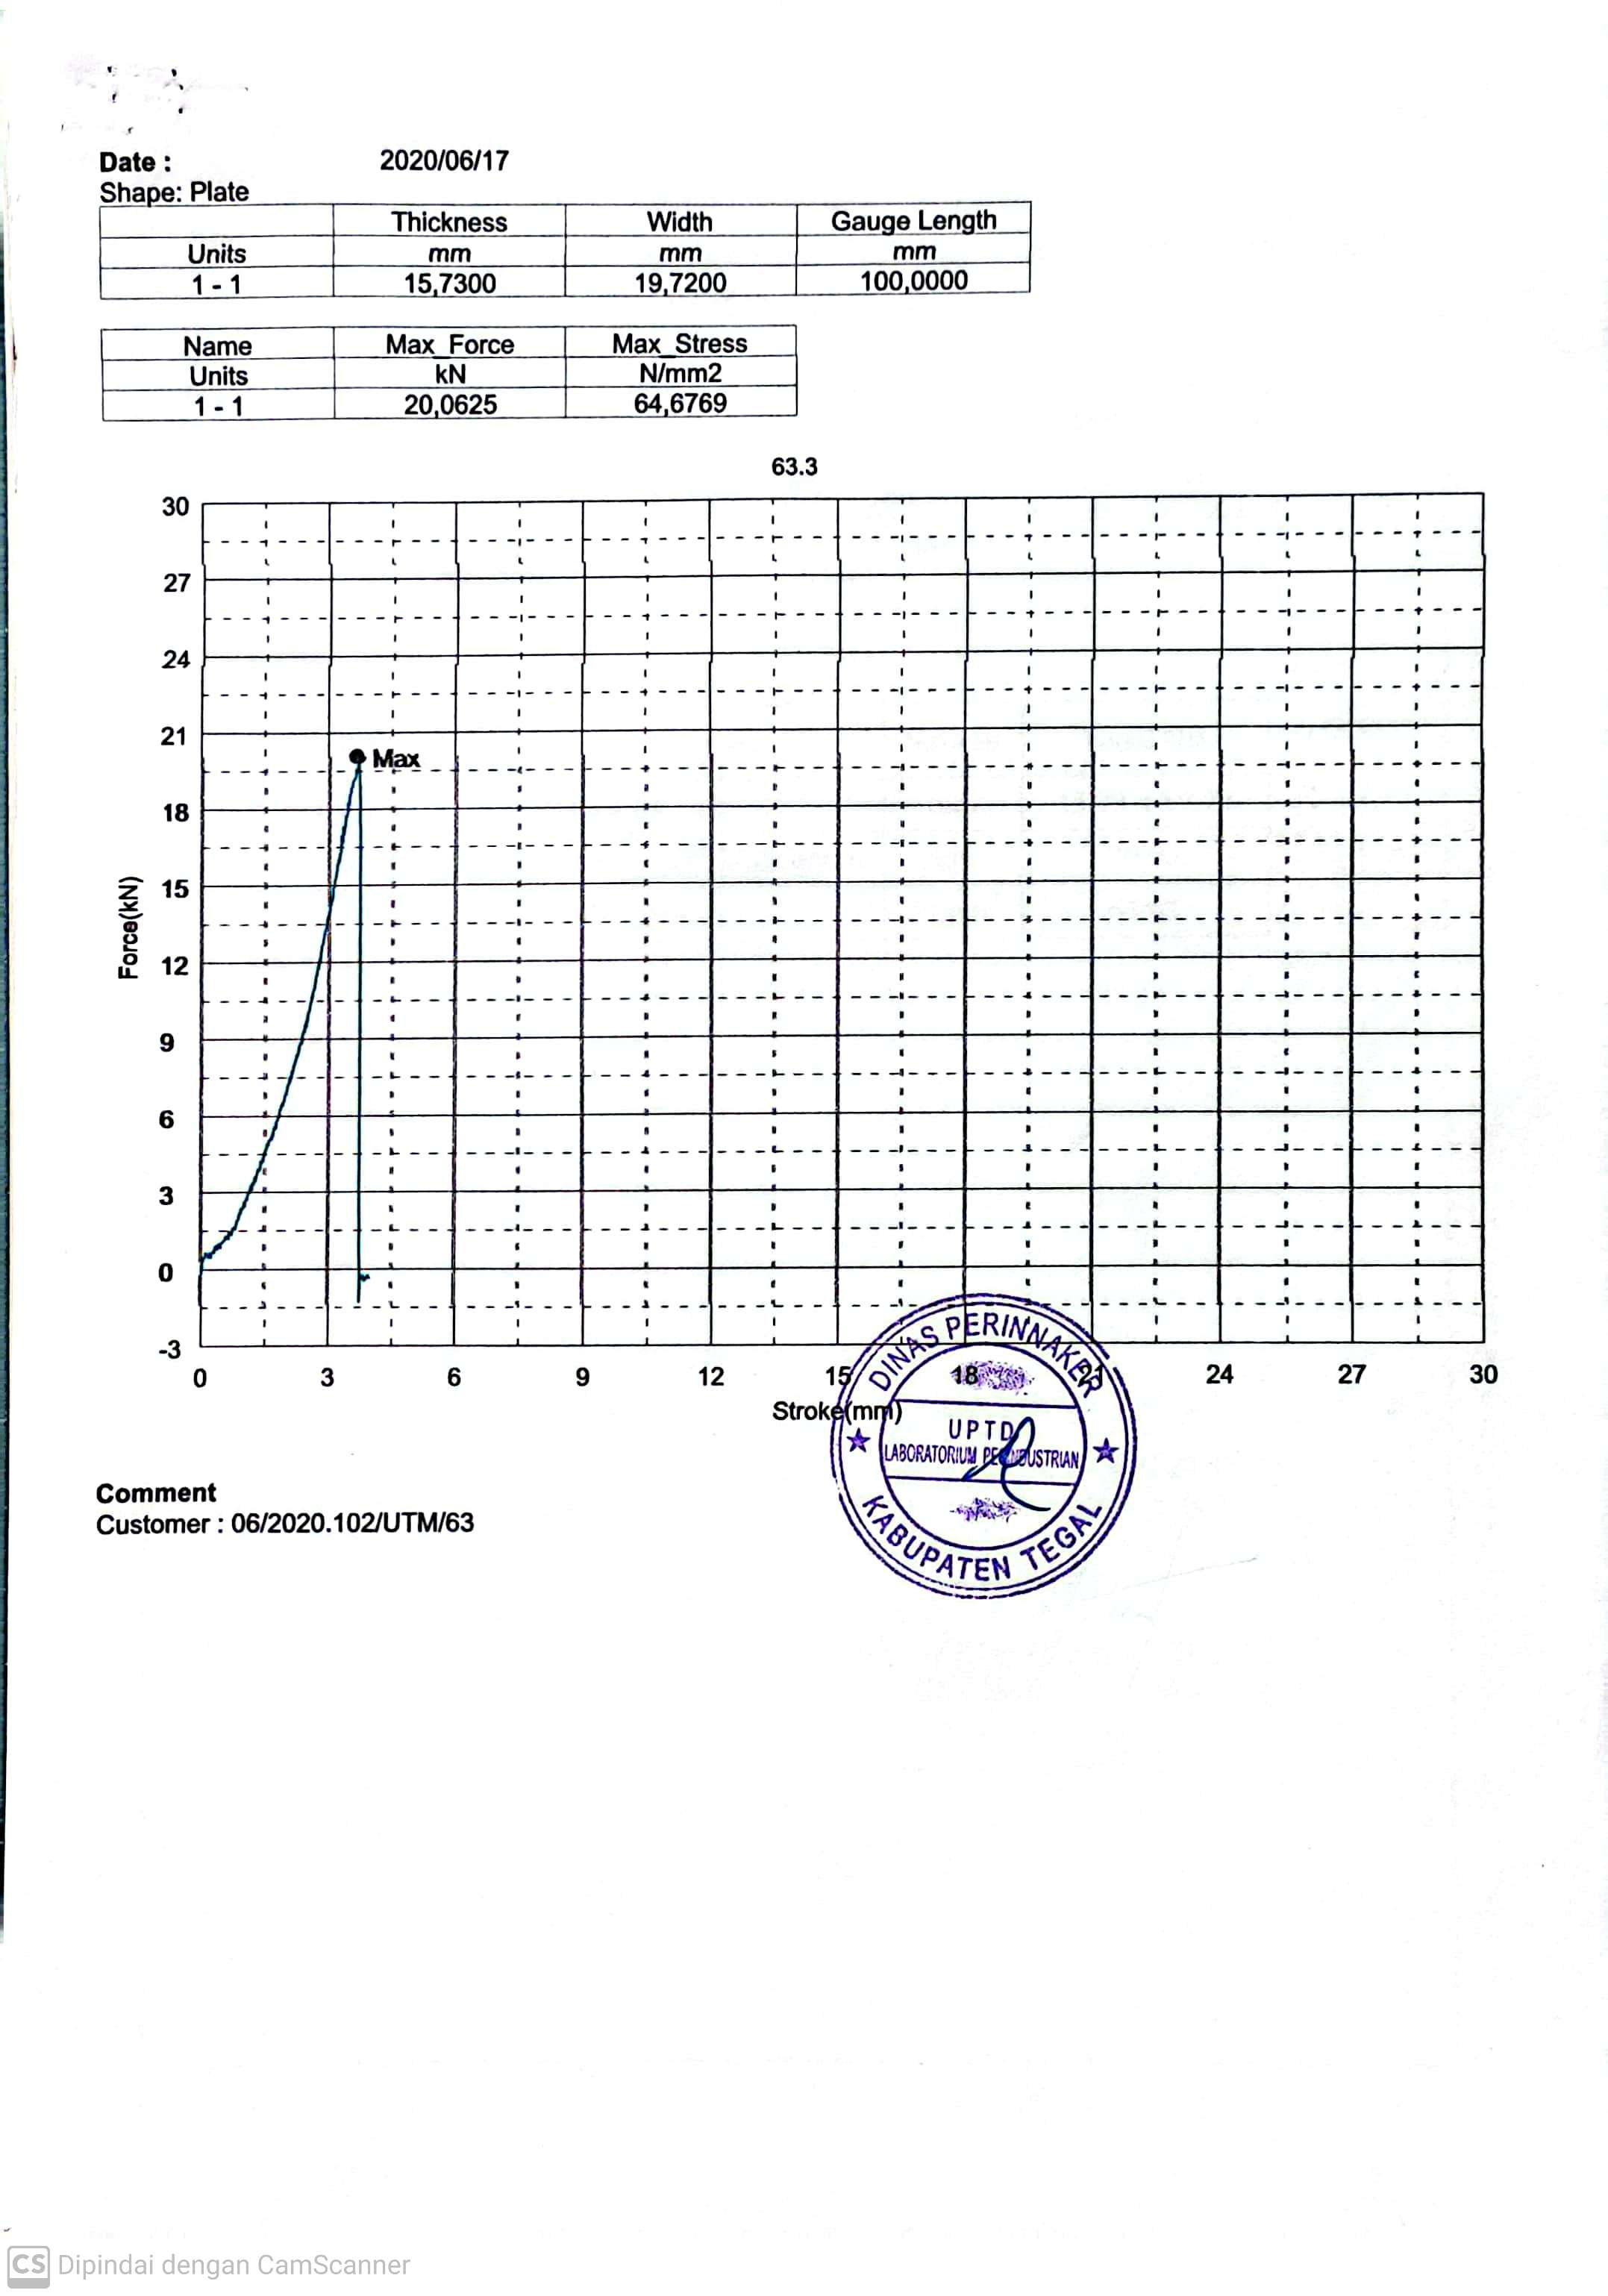 Date : 2020/06/17
Shape: Plate
Thickness Width Gauge Length
Units mm mm mm
1 - 1 15,7300 19,7200 100,0000
Name Max_Force Max_Stress
Units kN N/mm2
1 - 1 20,0625 64,6769
63.3
30
27
24
21
Max
18
15
12
9
6
3
0
-3
Force(kN)
0 3 6 9 12 15 18 21 24 27 30
Stroke(mm)
DINAS PERINNAKER
UPTD
LABORATORIUM PERINDUSTRIAN
KABUPATEN TEGAL
Comment
Customer : 06/2020.102/UTM/63
CS Dipindai dengan CamScanner